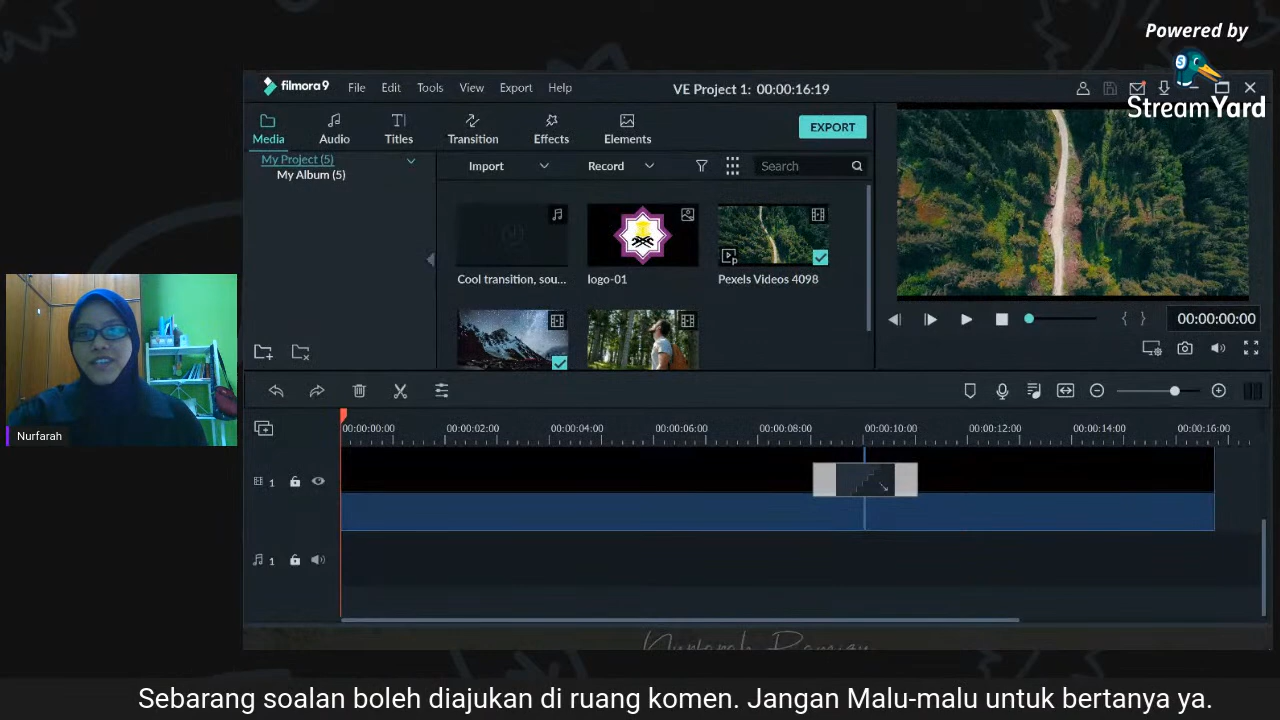 Powered by
StreamYard
filmora9 File Edit Tools View Export Help VE Project 1: 00:00:16:19
Media Audio Titles Transition Effects Elements EXPORT
My Project (5)
My Album (5)
Import Record Search
Cool transition, sou... logo-01 Pexels Videos 4098
00:00:00:00
00:00:00:00 00:00:02:00 00:00:04:00 00:00:06:00 00:00:08:00 00:00:10:00 00:00:12:00 00:00:14:00 00:00:16:00
1
1
Nurfarah
Sebarang soalan boleh diajukan di ruang komen. Jangan Malu-malu untuk bertanya ya.